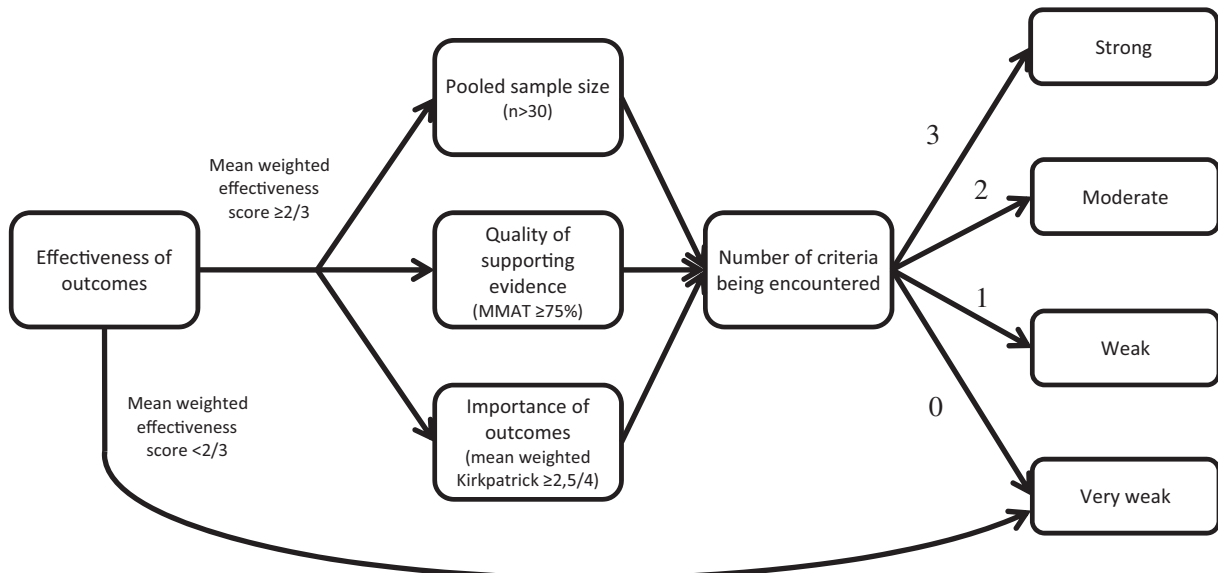 Effectiveness of
outcomes
Mean weighted
effectiveness
score ≥2/3
Mean weighted
effectiveness
score <2/3
Pooled sample size
(n>30)
Quality of
supporting
evidence
(MMAT ≥75%)
Importance of
outcomes
(mean weighted
Kirkpatrick ≥2,5/4)
Number of criteria
being encountered
3
2
1
0
Strong
Moderate
Weak
Very weak